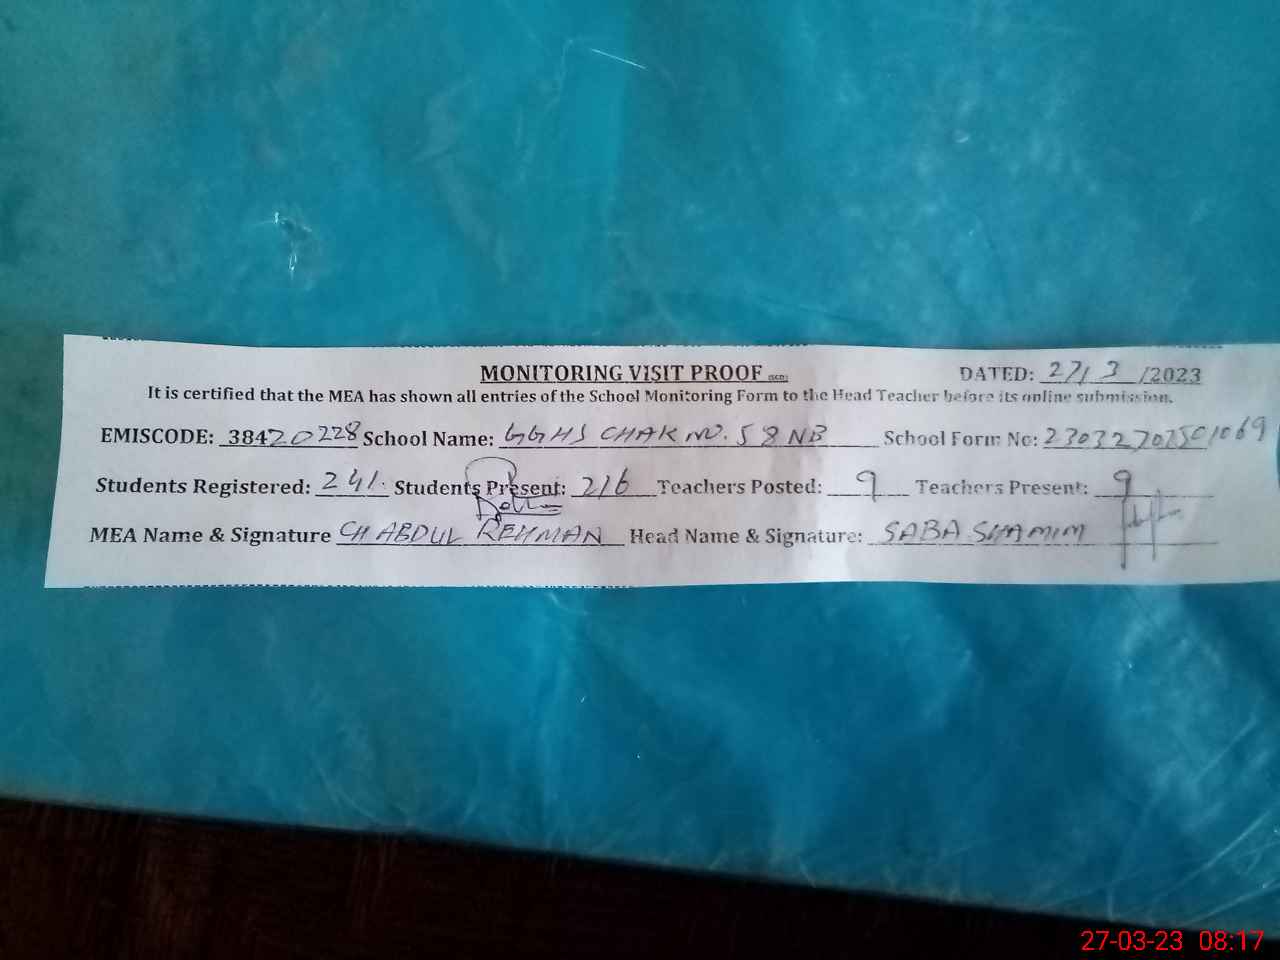 MONITORING VISIT PROOF DATED: 27/3/2023
It is certified that the MEA has shown all entries of the School Monitoring Form to the Head Teacher before its online submission.
EMISCODE: 38420228 School Name: GGHS CHAK NO. 58 NB School Form No:
Students Registered: 241. Students Present: 216 Teachers Posted: 9 Teachers Present: 9
MEA Name & Signature CH ABDUL REHMAN Head Name & Signature: SABA SHAMIM
27-03-23 08:17